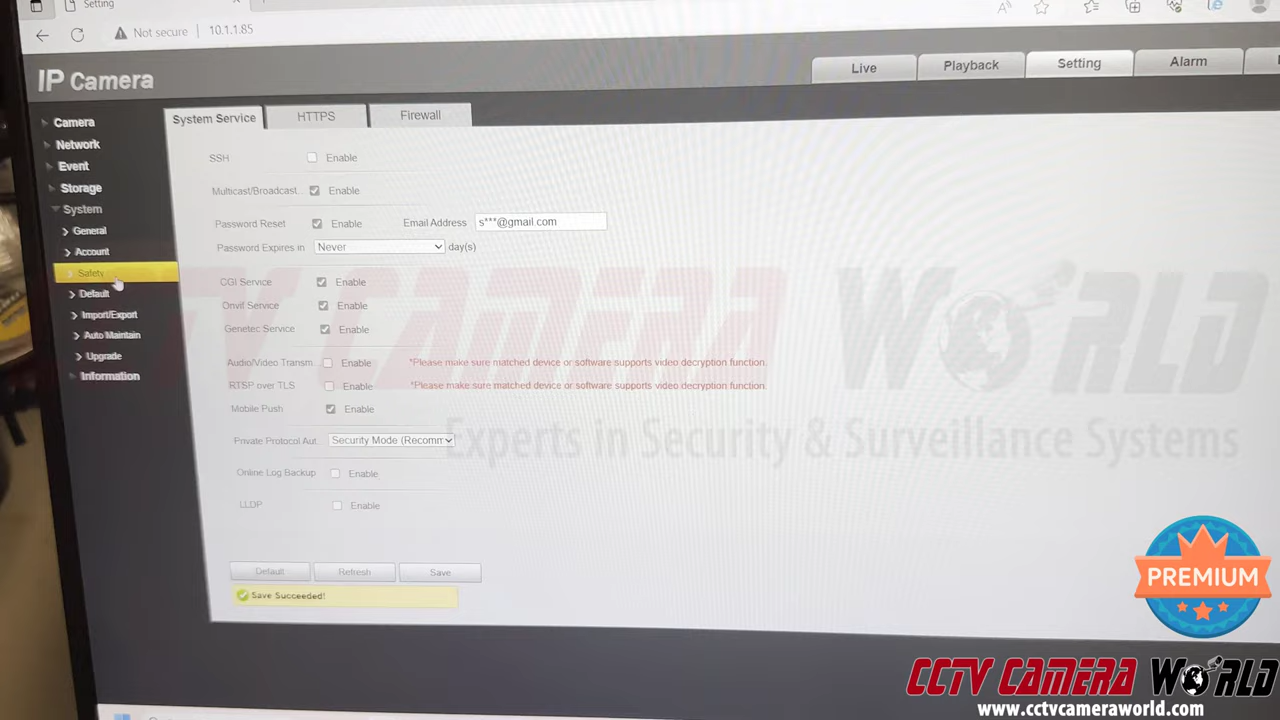 Setting
Not secure 10.1.1.85
IP Camera
Live Playback Setting Alarm
Camera
Network
Event
Storage
System
General
Account
Safety
Default
Import/Export
Auto Maintain
Upgrade
Information
System Service HTTPS Firewall
SSH Enable
Multicast/Broadcast... Enable
Password Reset Enable Email Address s***@gmail.com
Password Expires in Never day(s)
CGI Service Enable
Onvif Service Enable
Genetec Service Enable
Audio/Video Transm Enable *Please make sure matched device or software supports video decryption function.
RTSP over TLS Enable *Please make sure matched device or software supports video decryption function.
Mobile Push Enable
Private Protocol Aut. Security Mode (Recomm
Online Log Backup Enable
LLDP Enable
Default Refresh Save
Save Succeeded!
CCTV CAMERA WORLD
Experts in Security & Surveillance Systems
PREMIUM
CCTV CAMERA WORLD
www.cctvcameraworld.com